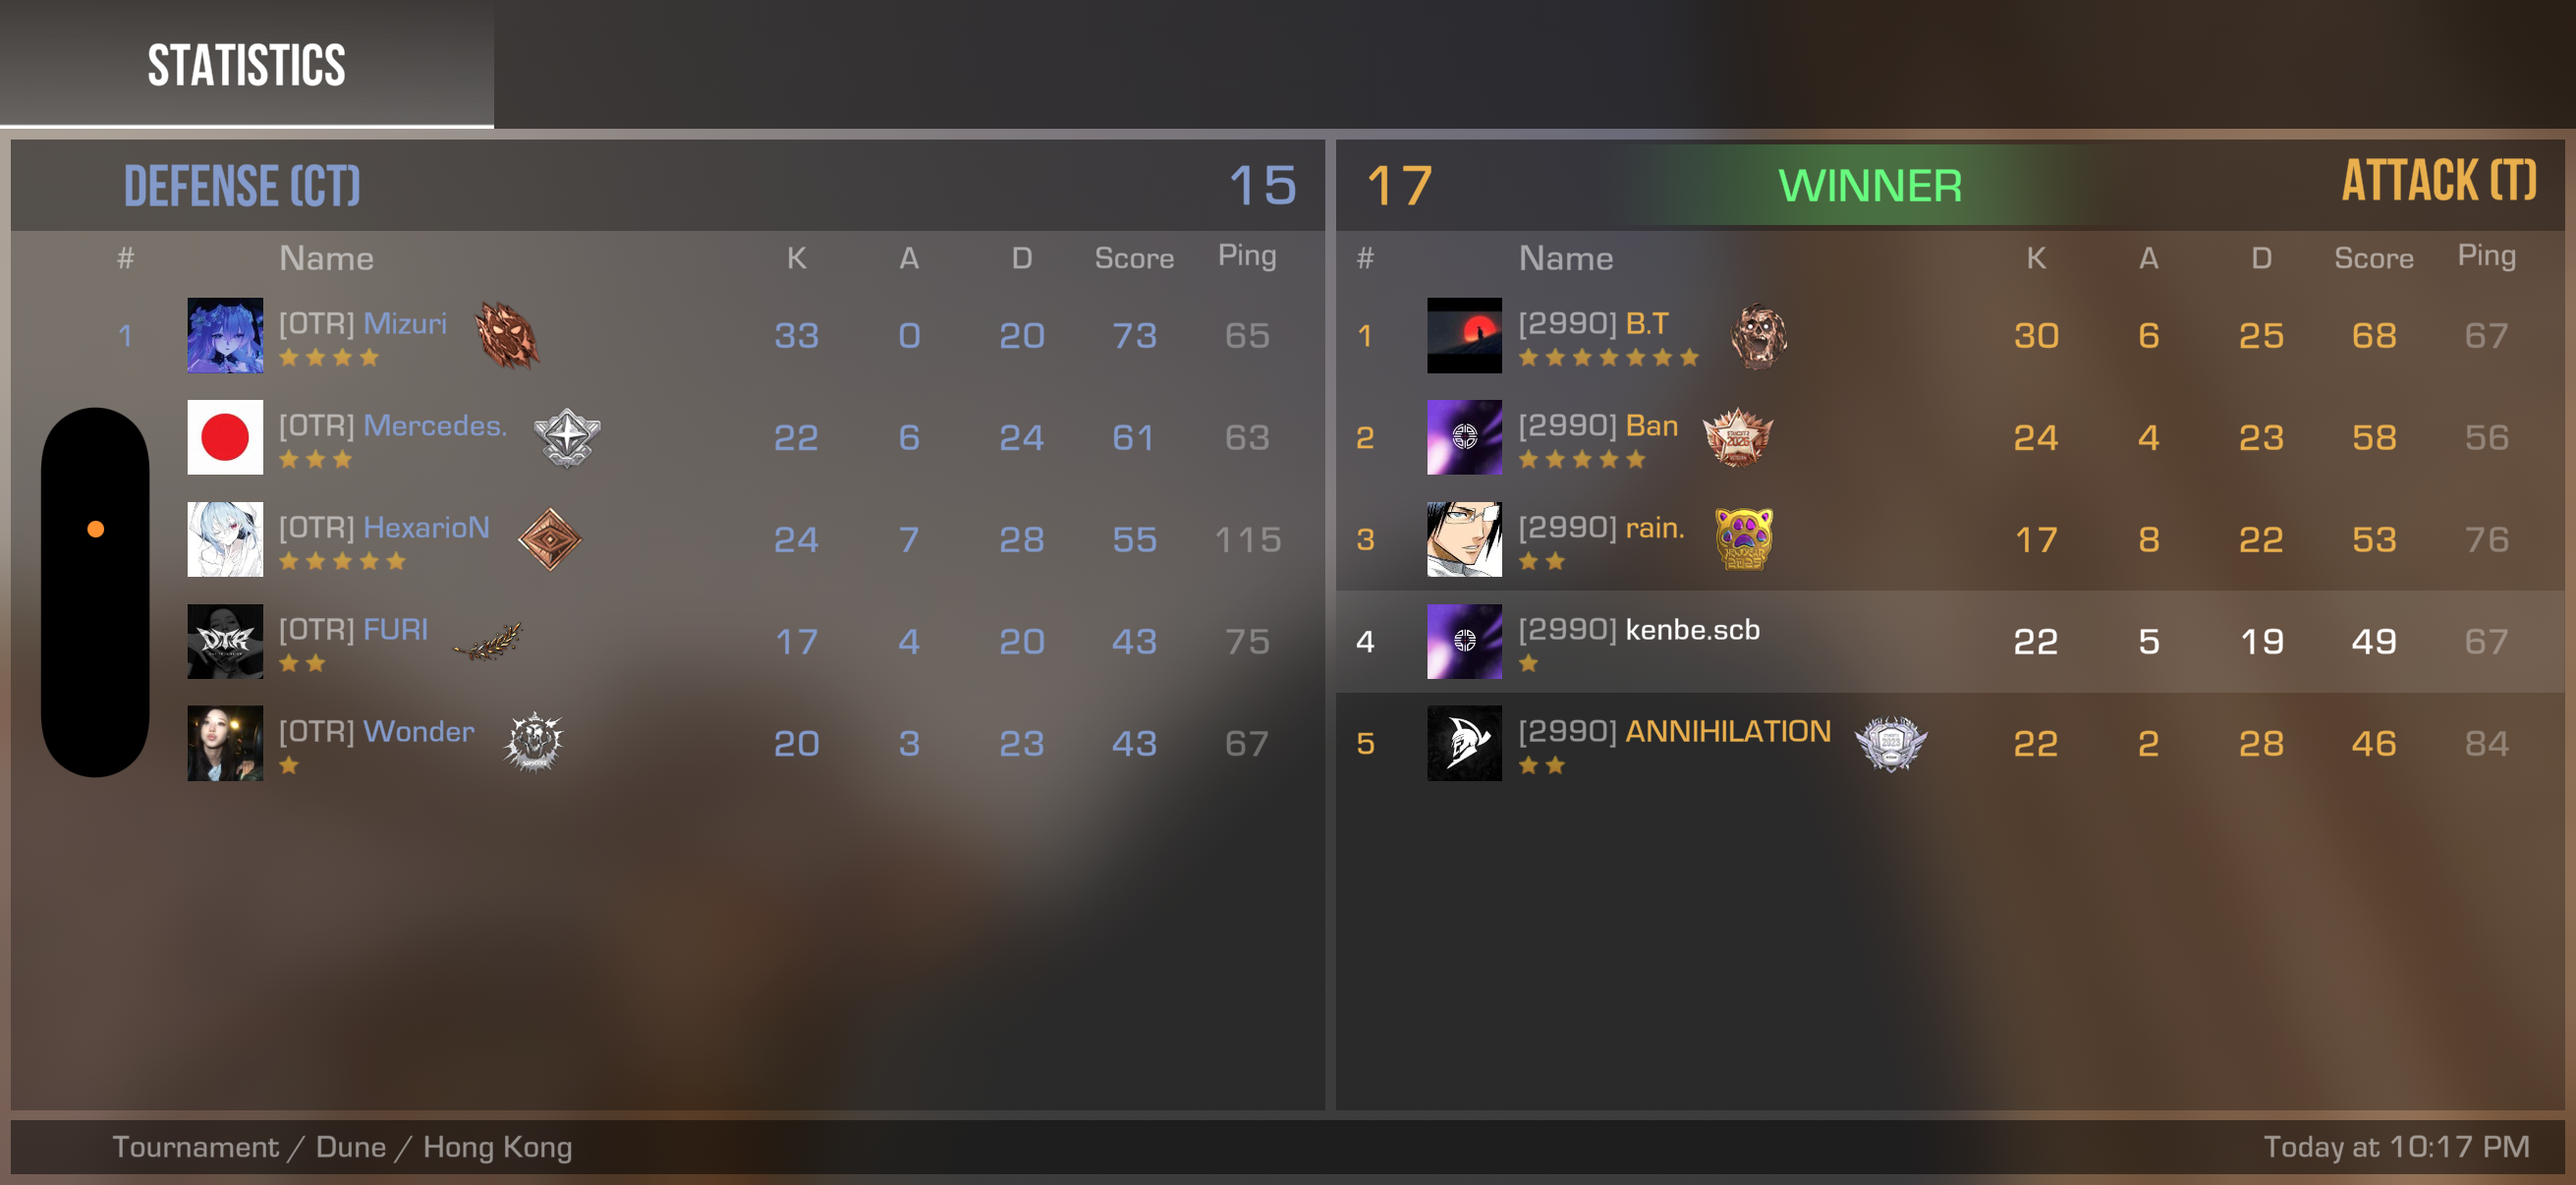 STATISTICS
DEFENSE (CT) 15
# Name K A D Score Ping
1 [OTR] Mizuri 33 0 20 73 65
[OTR] Mercedes. 22 6 24 61 63
[OTR] HexarioN 24 7 28 55 115
[OTR] FURI 17 4 20 43 75
[OTR] Wonder 20 3 23 43 67
17 WINNER ATTACK (T)
# Name K A D Score Ping
1 [2990] B.T 30 6 25 68 67
2 [2990] Ban 24 4 23 58 56
3 [2990] rain. 17 8 22 53 76
4 [2990] kenbe.scb 22 5 19 49 67
5 [2990] ANNIHILATION 22 2 28 46 84
Tournament / Dune / Hong Kong
Today at 10:17 PM